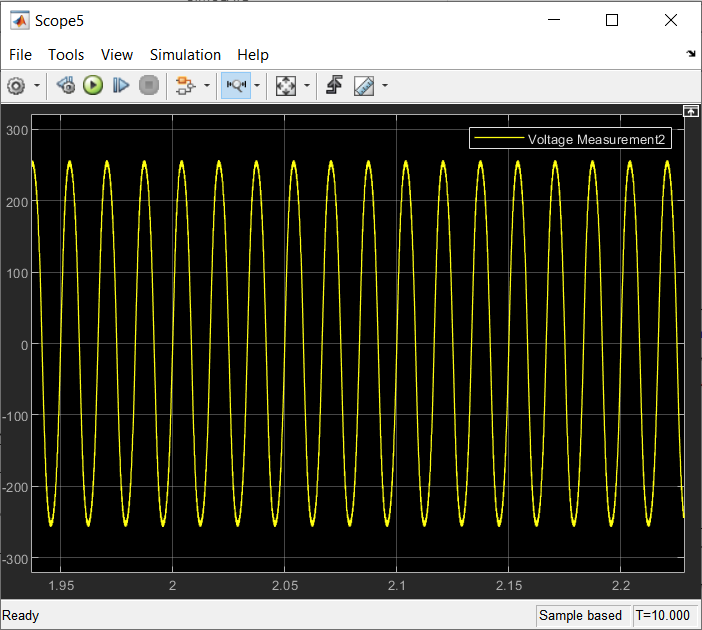 Scope5
File Tools View Simulation Help
Voltage Measurement2
300
200
100
0
-100
-200
-300
1.95 2 2.05 2.1 2.15 2.2
Ready Sample based T=10.000